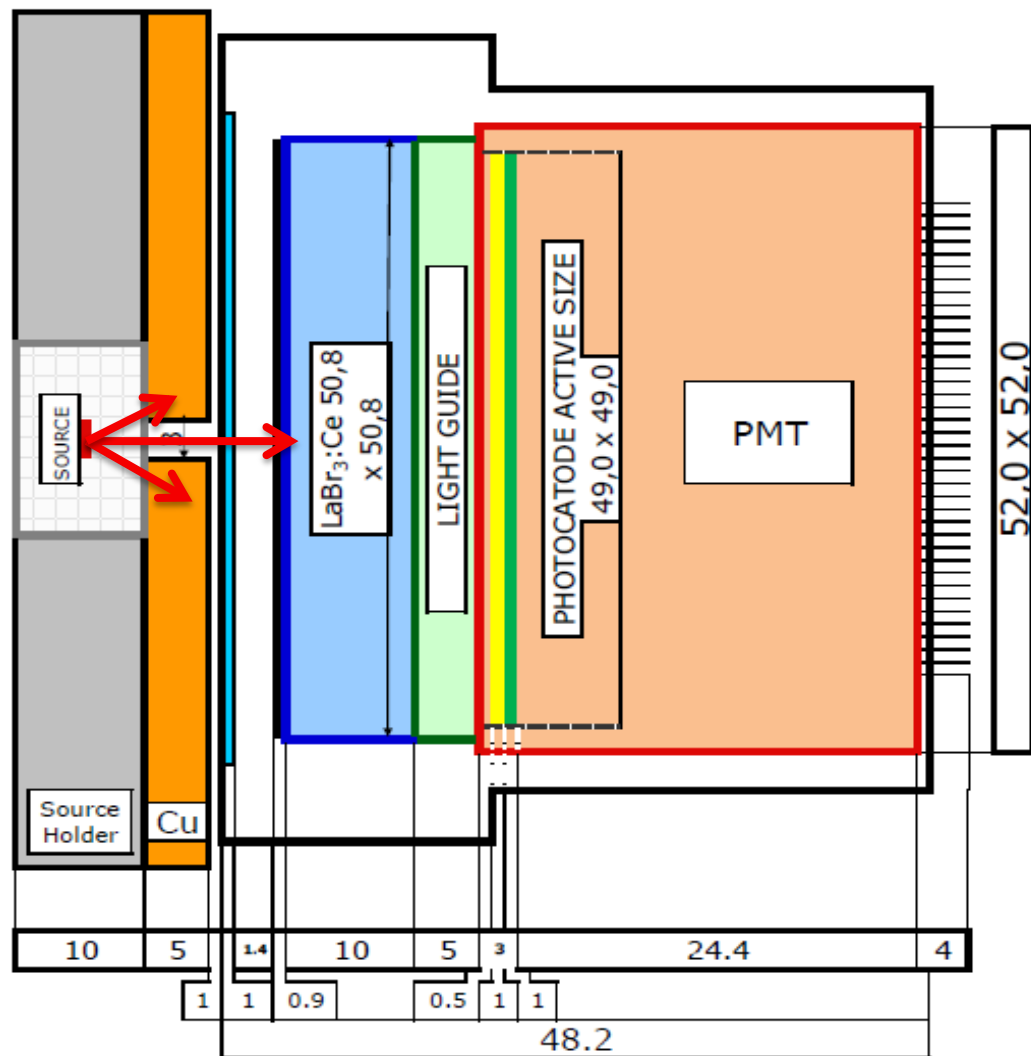 SOURCE
3
LaBr₃:Ce 50,8
x 50,8
LIGHT GUIDE
PHOTOCATODE ACTIVE SIZE
49,0 x 49,0
PMT
52,0 x 52,0
Source
Holder
Cu
10 5 1.4 10 5 3 24.4 4
1 1 0.9 0.5 1 1
48.2